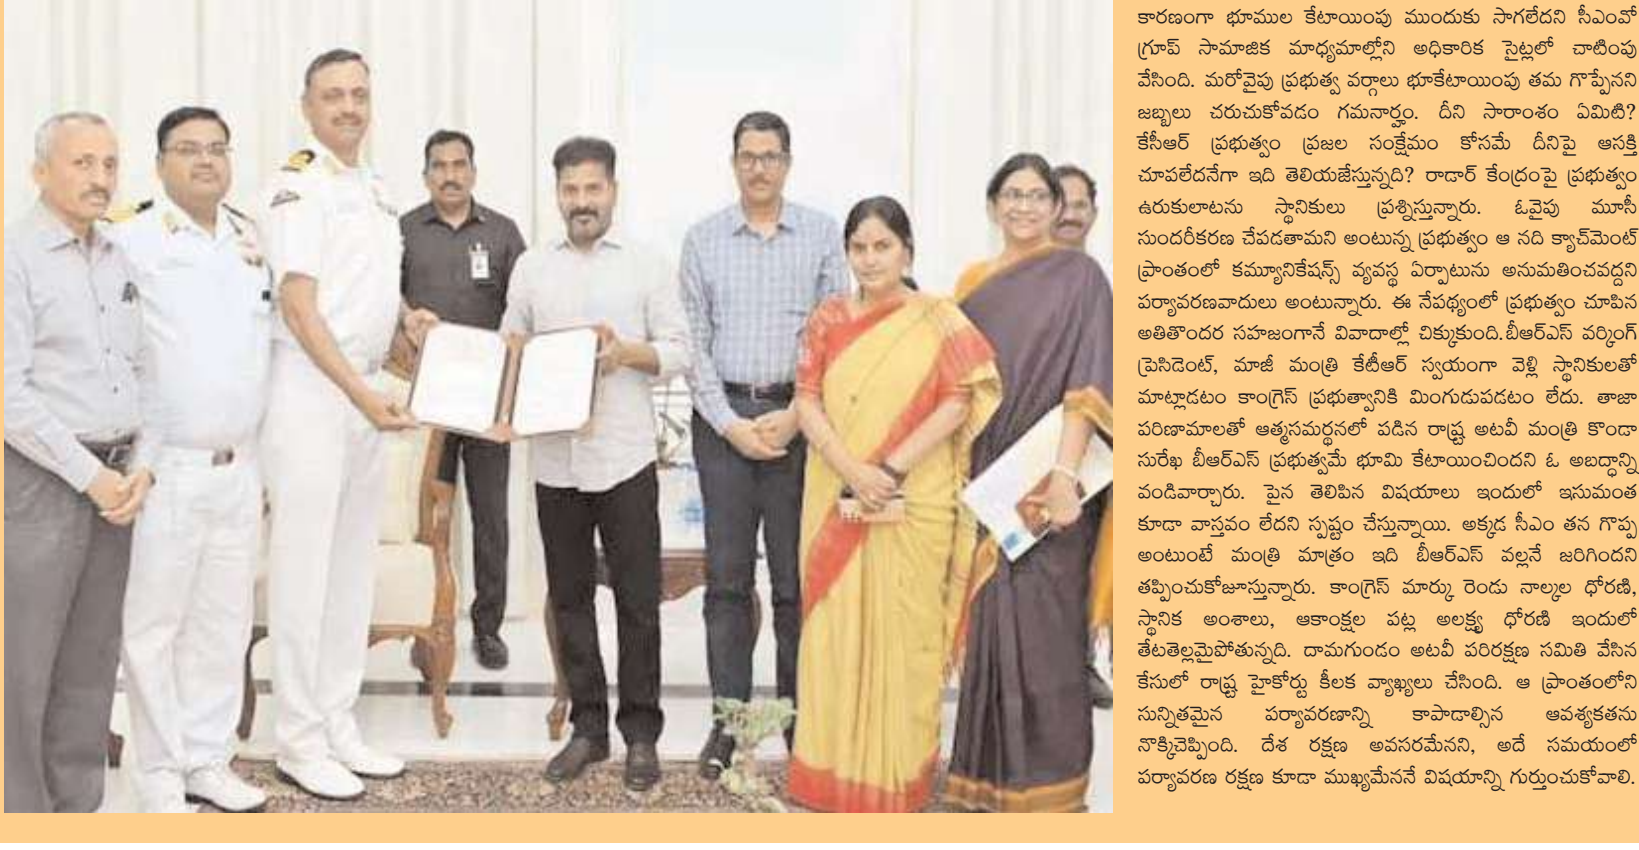 కారణంగా భూముల కేటాయింపు ముందుకు సాగలేదని సీఎంవో
గ్రూప్ సామాజిక మాధ్యమాల్లోని అధికారిక సైట్లలో చాటింపు
వేసింది. మరోవైపు ప్రభుత్వ వర్గాలు భూకేటాయింపు తమ గొప్పేనని
జబ్బలు చరుచుకోవడం గమనార్హం. దీని సారాంశం ఏమిటి?
కేసీఆర్ ప్రభుత్వం ప్రజల సంక్షేమం కోసమే దీనిపై ఆసక్తి
చూపలేదనేగా ఇది తెలియజేస్తున్నది? రాడార్ కేంద్రంపై ప్రభుత్వం
ఉరుకులాటను స్థానికులు ప్రశ్నిస్తున్నారు. ఓవైపు మూసీ
సుందరీకరణ చేపడతామని అంటున్న ప్రభుత్వం ఆ నది క్యాచ్‌మెంట్
ప్రాంతంలో కమ్యూనికేషన్స్ వ్యవస్థ ఏర్పాటును అనుమతించవద్దని
పర్యావరణవాదులు అంటున్నారు. ఈ నేపథ్యంలో ప్రభుత్వం చూపిన
అతితొందర సహజంగానే వివాదాల్లో చిక్కుకుంది.బీఆర్ఎస్ వర్కింగ్
ప్రెసిడెంట్, మాజీ మంత్రి కేటీఆర్ స్వయంగా వెళ్లి స్థానికులతో
మాట్లాడటం కాంగ్రెస్ ప్రభుత్వానికి మింగుడుపడటం లేదు. తాజా
పరిణామాలతో ఆత్మసమర్థనలో పడిన రాష్ట్ర అటవీ మంత్రి కొండా
సురేఖ బీఆర్ఎస్ ప్రభుత్వమే భూమి కేటాయించిందని ఓ అబద్ధాన్ని
వండివార్చారు. పైన తెలిపిన విషయాలు ఇందులో ఇసుమంత
కూడా వాస్తవం లేదని స్పష్టం చేస్తున్నాయి. అక్కడ సీఎం తన గొప్ప
అంటుంటే మంత్రి మాత్రం ఇది బీఆర్ఎస్ వల్లనే జరిగిందని
తప్పించుకోజూస్తున్నారు. కాంగ్రెస్ మార్కు రెండు నాల్కల ధోరణి,
స్థానిక అంశాలు, ఆకాంక్షల పట్ల అలక్ష్య ధోరణి ఇందులో
తేటతెల్లమైపోతున్నది. దామగుండం అటవీ పరిరక్షణ సమితి వేసిన
కేసులో రాష్ట్ర హైకోర్టు కీలక వ్యాఖ్యలు చేసింది. ఆ ప్రాంతంలోని
సున్నితమైన పర్యావరణాన్ని కాపాడాల్సిన ఆవశ్యకతను
నొక్కిచెప్పింది. దేశ రక్షణ అవసరమేనని, అదే సమయంలో
పర్యావరణ రక్షణ కూడా ముఖ్యమేననే విషయాన్ని గుర్తుంచుకోవాలి.